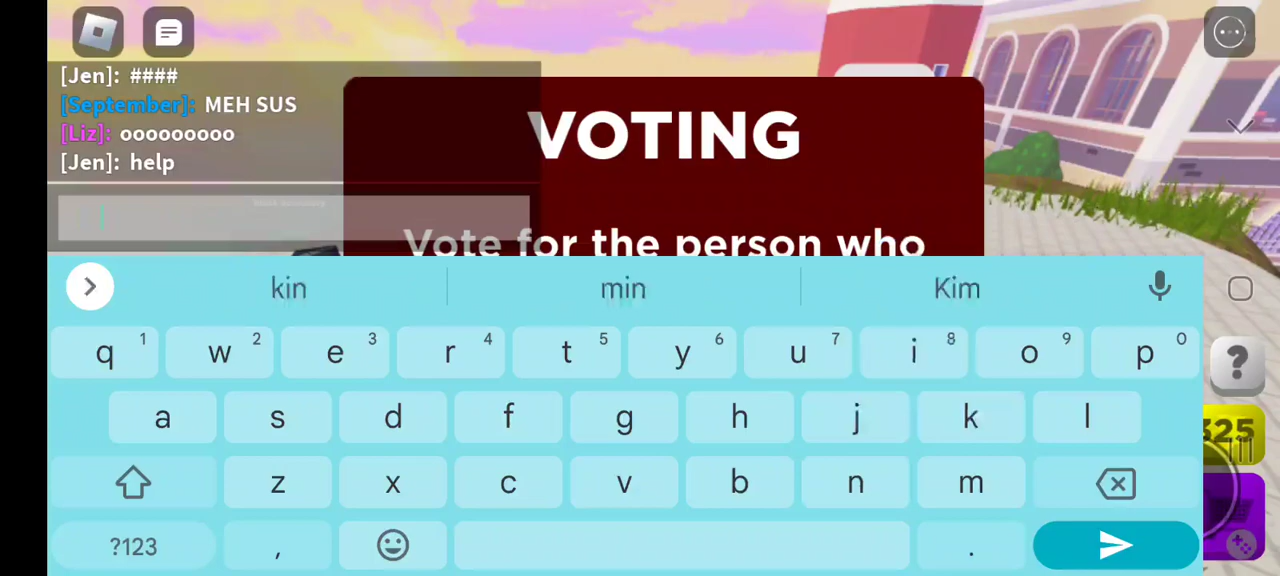 [Jen]: ####
[September]: MEH SUS
[Liz]: ooooooooo
[Jen]: help
VOTING
Vote for the person who
kin min Kim
q 1 w 2 e 3 r 4 t 5 y 6 u 7 i 8 o 9 p 0
a s d f g h j k l
325
z x c v b n m
?123 , .
?